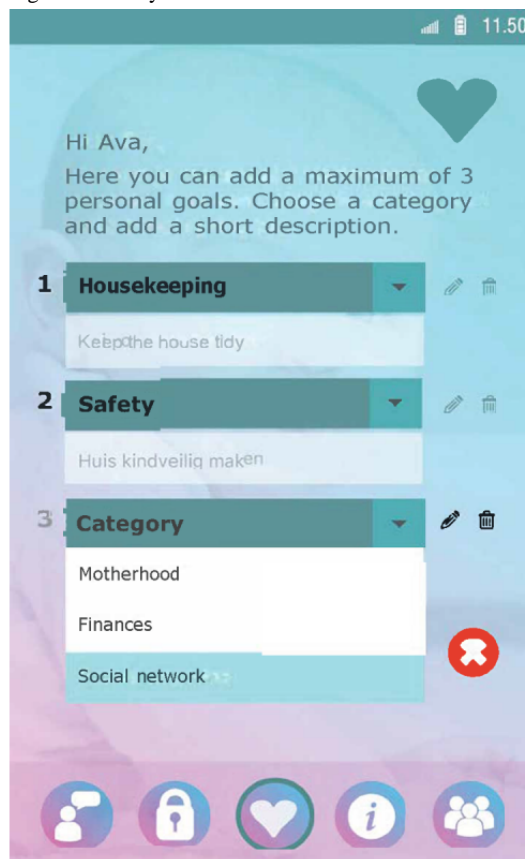 11.50
Hi Ava,
Here you can add a maximum of 3
personal goals. Choose a category
and add a short description.
1 Housekeeping
Keep the house tidy
2 Safety
Huis kindveilig maken
3 Category
Motherhood
Finances
Social network
i